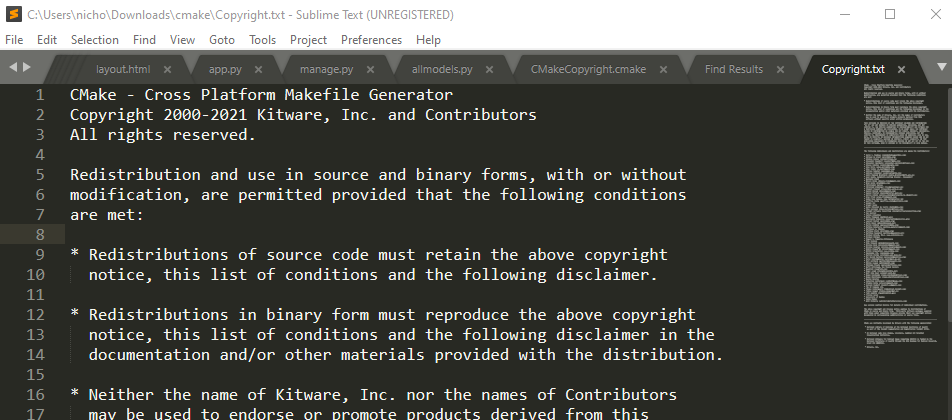 C:\Users\nicho\Downloads\cmake\Copyright.txt - Sublime Text (UNREGISTERED)
File Edit Selection Find View Goto Tools Project Preferences Help
layout.html app.py manage.py allmodels.py CMakeCopyright.cmake Find Results Copyright.txt
1 CMake - Cross Platform Makefile Generator
2 Copyright 2000-2021 Kitware, Inc. and Contributors
3 All rights reserved.
4
5 Redistribution and use in source and binary forms, with or without
6 modification, are permitted provided that the following conditions
7 are met:
8
9 * Redistributions of source code must retain the above copyright
10 notice, this list of conditions and the following disclaimer.
11
12 * Redistributions in binary form must reproduce the above copyright
13 notice, this list of conditions and the following disclaimer in the
14 documentation and/or other materials provided with the distribution.
15
16 * Neither the name of Kitware, Inc. nor the names of Contributors
17 may be used to endorse or promote products derived from this